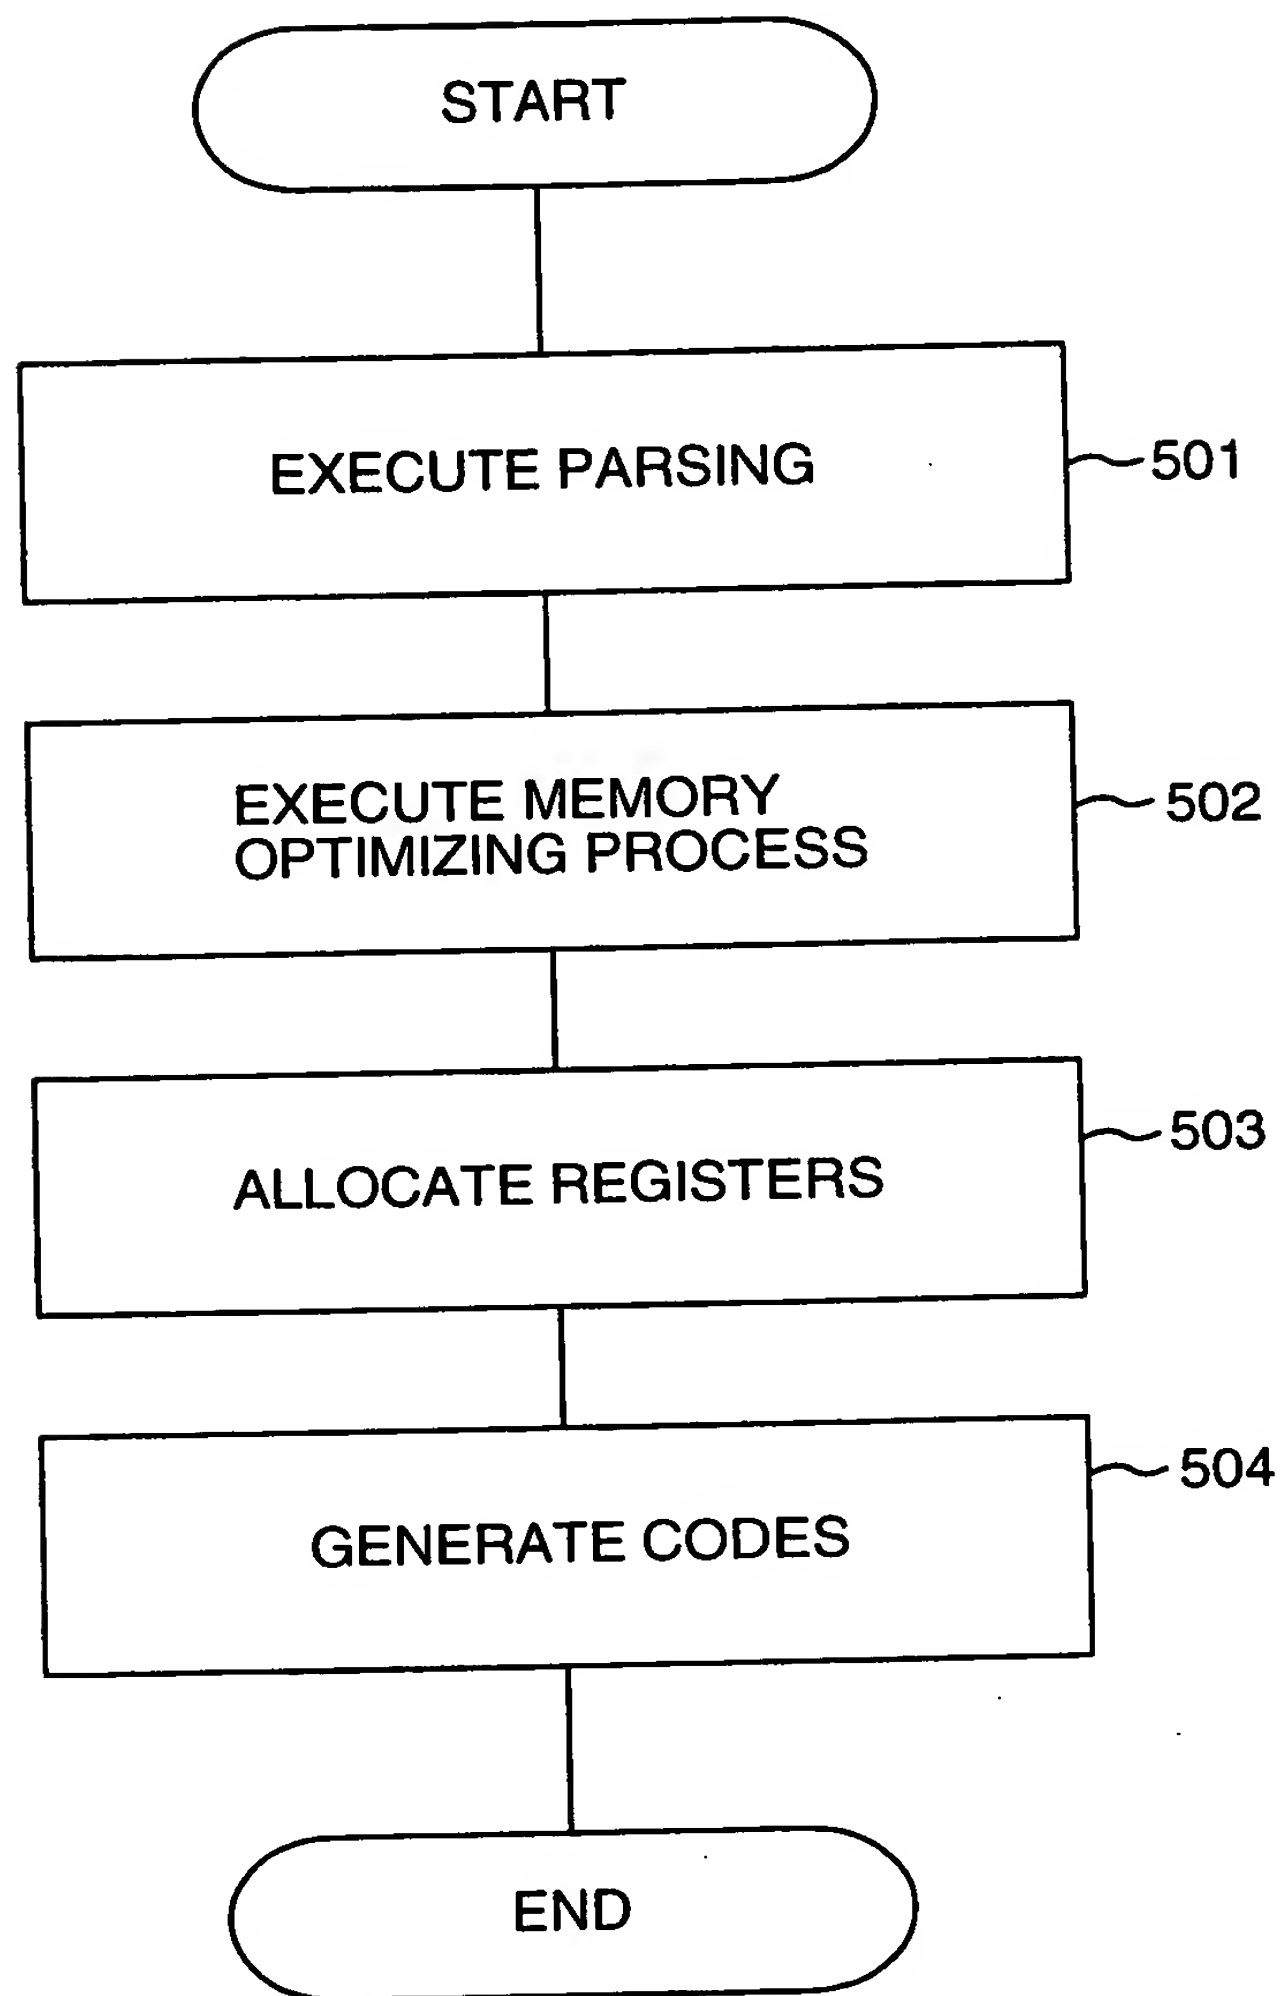 START
EXECUTE PARSING
501
EXECUTE MEMORY
OPTIMIZING PROCESS
502
ALLOCATE REGISTERS
503
GENERATE CODES
504
END